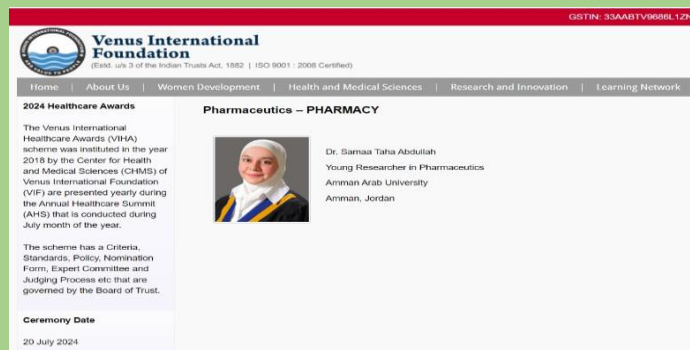 GSTIN: 33AABTV9686L1ZN
Venus International
Foundation
(Estd. u/s 3 of the Indian Trusts Act, 1882 | ISO 9001 : 2008 Certified)
Home | About Us | Women Development | Health and Medical Sciences | Research and Innovation | Learning Network
2024 Healthcare Awards
The Venus International
Healthcare Awards (VIHA)
scheme was instituted in the year
2018 by the Center for Health
and Medical Sciences (CHMS) of
Venus International Foundation
(VIF) are presented yearly during
the Annual Healthcare Summit
(AHS) that is conducted during
July month of the year.
The scheme has a Criteria,
Standards, Policy, Nomination
Form, Expert Committee and
Judging Process etc that are
governed by the Board of Trust.
Ceremony Date
20 July 2024
Pharmaceutics – PHARMACY
Dr. Samaa Taha Abdullah
Young Researcher in Pharmaceutics
Amman Arab University
Amman, Jordan